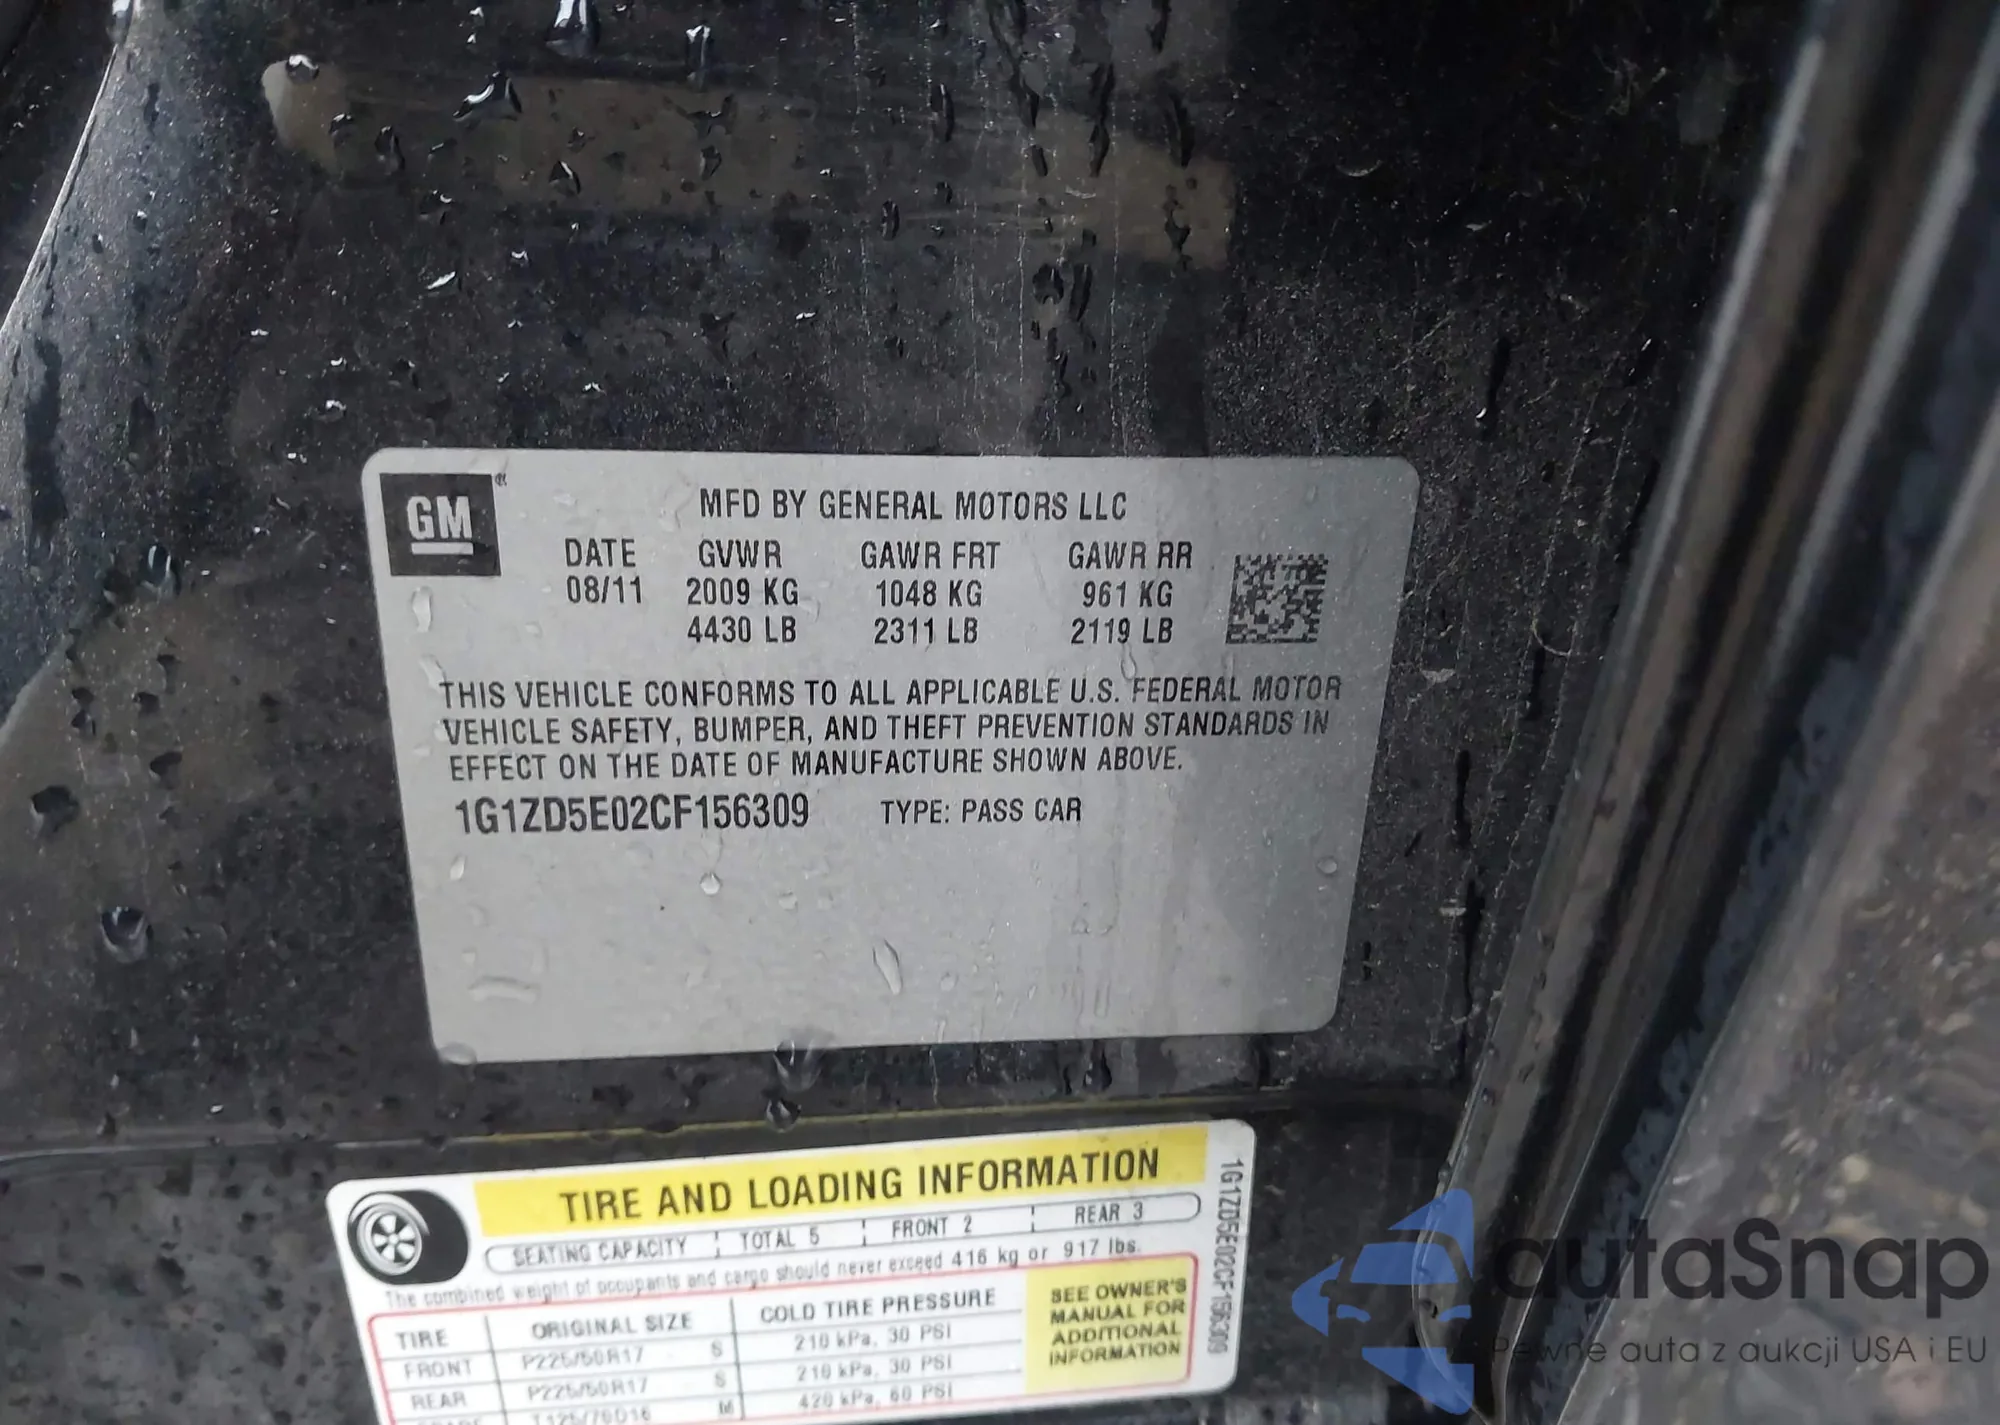 GM
MFD BY GENERAL MOTORS LLC
DATE GVWR GAWR FRT GAWR RR
08/11 2009 KG 1048 KG 961 KG
4430 LB 2311 LB 2119 LB
THIS VEHICLE CONFORMS TO ALL APPLICABLE U.S. FEDERAL MOTOR
VEHICLE SAFETY, BUMPER, AND THEFT PREVENTION STANDARDS IN
EFFECT ON THE DATE OF MANUFACTURE SHOWN ABOVE.
1G1ZD5E02CF156309 TYPE: PASS CAR
TIRE AND LOADING INFORMATION
SEATING CAPACITY TOTAL 5 FRONT 2 REAR 3
The combined weight of occupants and cargo should never exceed 416 kg or 917 lbs.
TIRE ORIGINAL SIZE COLD TIRE PRESSURE
FRONT P225/50R17 S 210 kPa, 30 PSI
REAR P225/50R17 S 210 kPa, 30 PSI
T125/70D16 M 420 kPa, 60 PSI
SEE OWNER'S
MANUAL FOR
ADDITIONAL
INFORMATION
1G1ZD5E02CF156309
autaSnap
Pewne auta z aukcji USA i EU